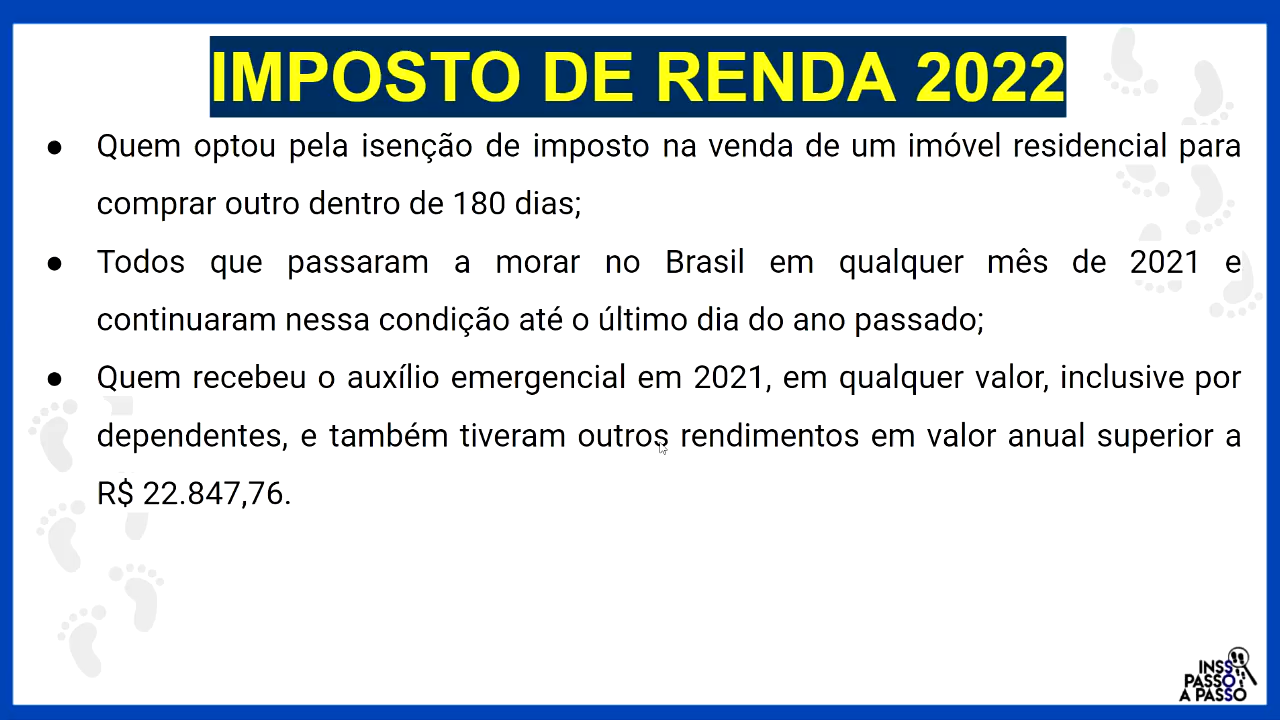 IMPOSTO DE RENDA 2022
● Quem optou pela isenção de imposto na venda de um imóvel residencial para
comprar outro dentro de 180 dias;
● Todos que passaram a morar no Brasil em qualquer mês de 2021 e
continuaram nessa condição até o último dia do ano passado;
● Quem recebeu o auxílio emergencial em 2021, em qualquer valor, inclusive por
dependentes, e também tiveram outros rendimentos em valor anual superior a
R$ 22.847,76.
INSS
PASSO
A PASSO